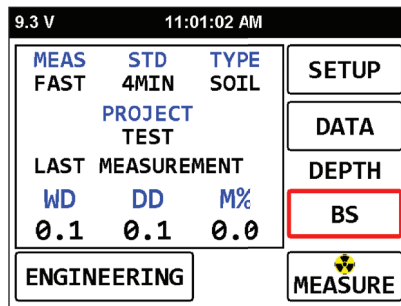 9.3 V 11:01:02 AM
MEAS STD TYPE
FAST 4MIN SOIL
PROJECT
TEST
LAST MEASUREMENT
WD DD M%
0.1 0.1 0.0
ENGINEERING
SETUP
DATA
DEPTH
BS
MEASURE